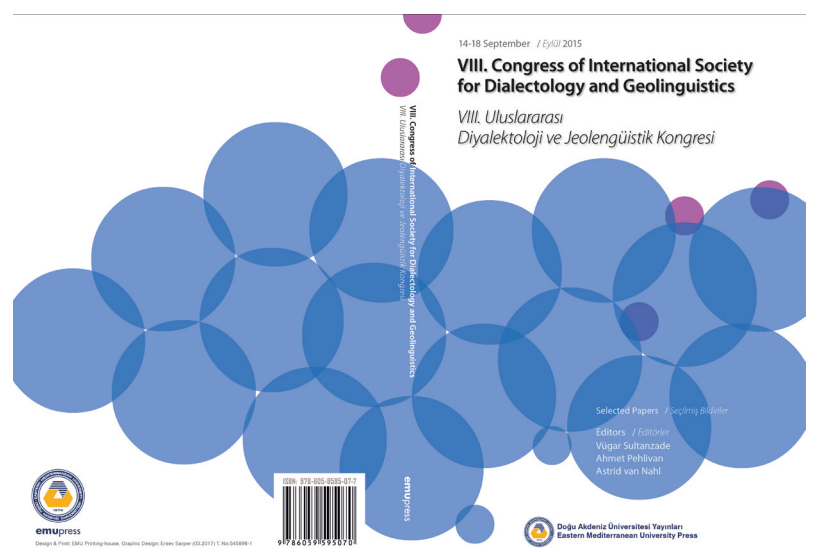 14-18 September / Eylül 2015
VIII. Congress of International Society
for Dialectology and Geolinguistics
VIII. Uluslararası
Diyalektoloji ve Jeolengüistik Kongresi
VIII. Congress of International Society for Dialectology and Geolinguistics
VIII. Uluslararası Diyalektoloji ve Jeolengüistik Kongresi
emupress
Selected Papers / Seçilmiş Bildiriler
Editors / Editörler
Vügar Sultanzade
Ahmet Pehlivan
Astrid van Nahl
Doğu Akdeniz Üniversitesi Yayınları
Eastern Mediterranean University Press
ISBN: 978-605-9595-07-7
9 786059 595070
emupress
Design & Print: EMU Printing-house, Graphic Design: Ersev Sarper (03.2017) T. No:545898-1